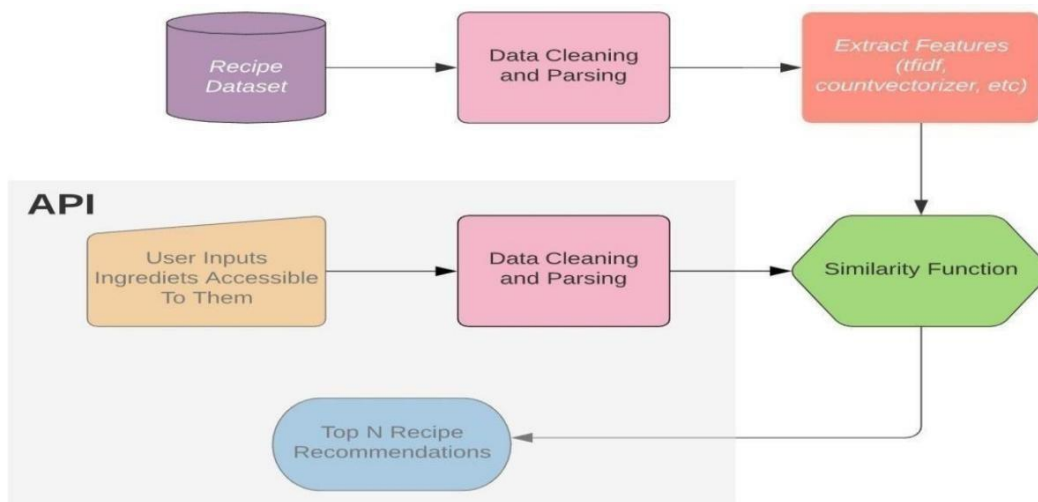 Recipe
Dataset
Data Cleaning
and Parsing
Extract Features
(tfidf,
countvectorizer, etc)
API
User Inputs
Ingrediets Accessible
To Them
Data Cleaning
and Parsing
Similarity Function
Top N Recipe
Recommendations